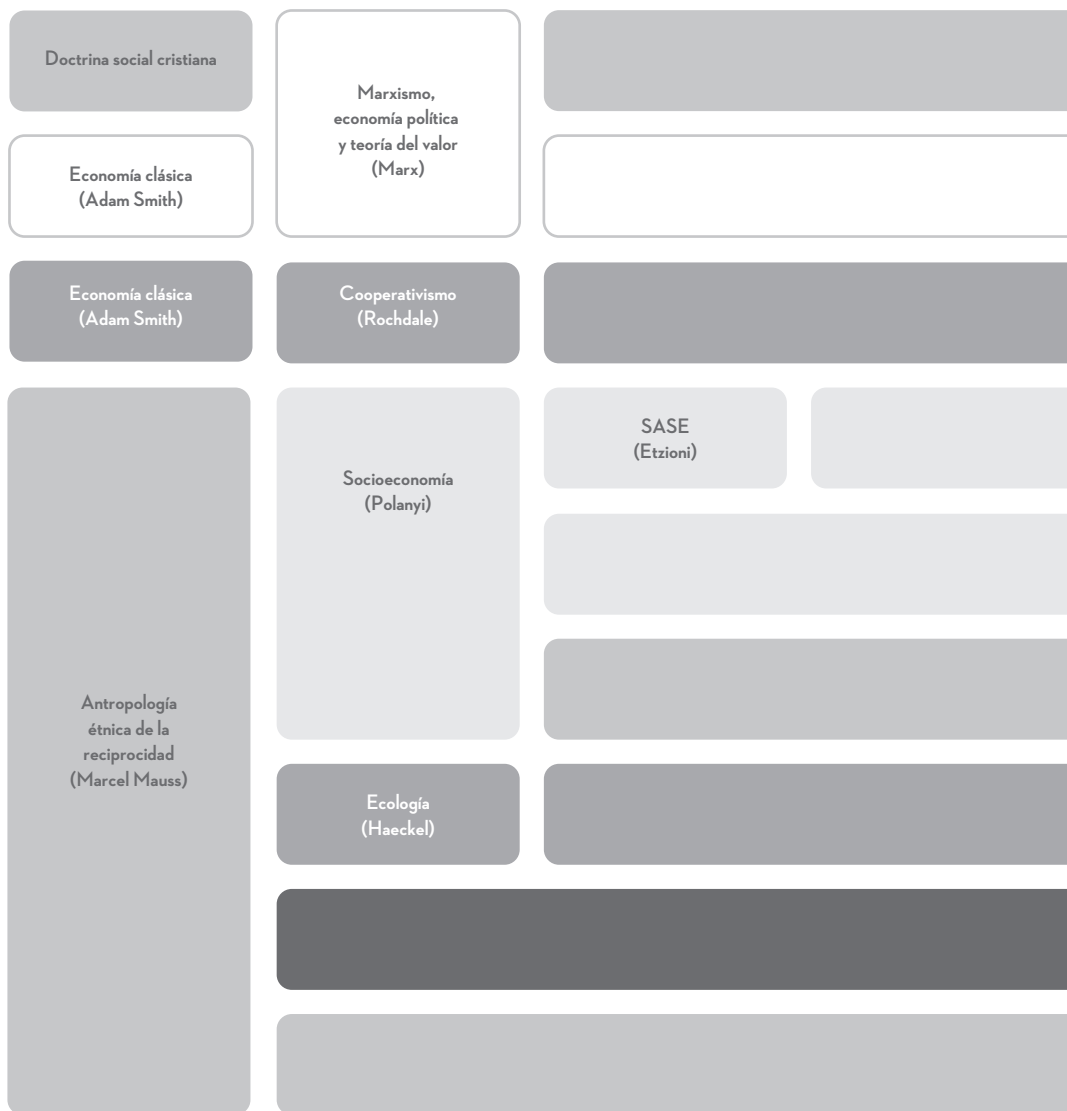 Doctrina social cristiana
Marxismo,
economía política
y teoría del valor
(Marx)
Economía clásica
(Adam Smith)
Economía clásica
(Adam Smith)
Cooperativismo
(Rochdale)
SASE
(Etzioni)
Socioeconomía
(Polanyi)
Antropología
étnica de la
reciprocidad
(Marcel Mauss)
Ecología
(Haeckel)